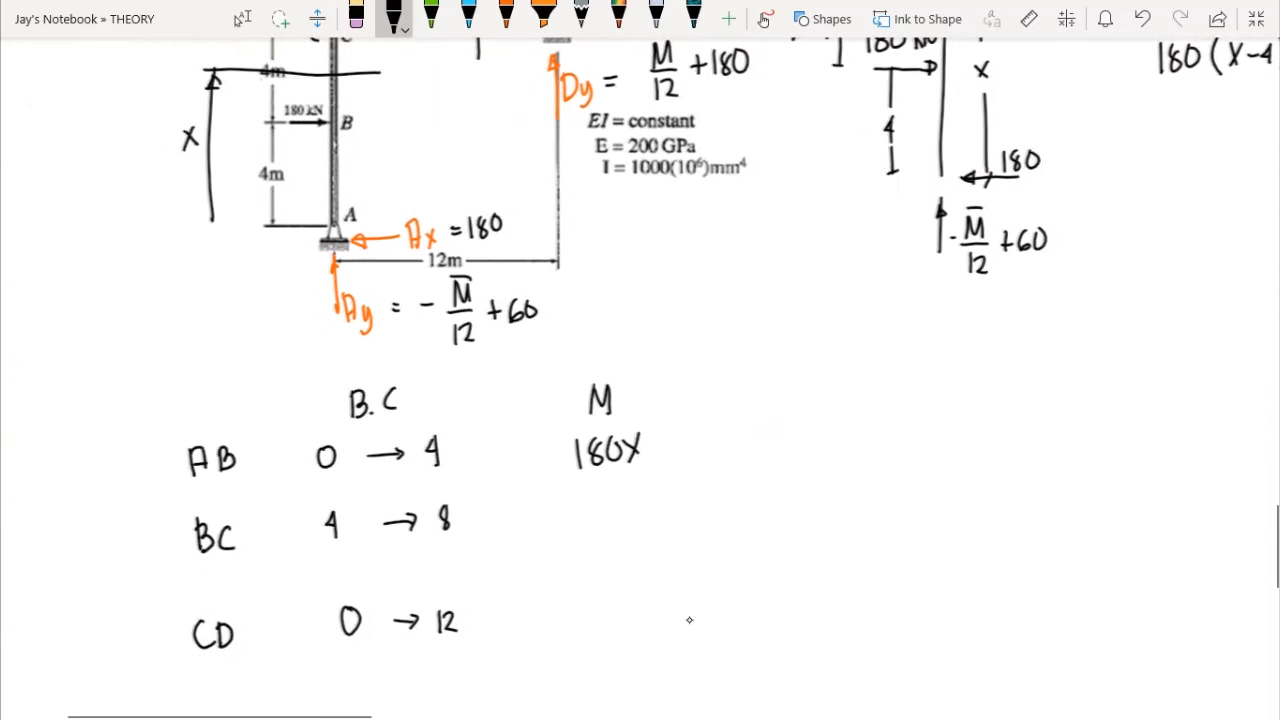 Jay's Notebook » THEORY
Shapes
Ink to Shape
4m
180 kN
B
X
4m
A
Ax = 180
12m
Ay = - M̅/12 + 60
Dy = M̅/12 + 180
EI = constant
E = 200 GPa
I = 1000(10⁶)mm⁴
180
X
4
180
- M̅/12 + 60
180 (X-4
B.C M
AB 0 → 4 180X
BC 4 → 8
CD 0 → 12